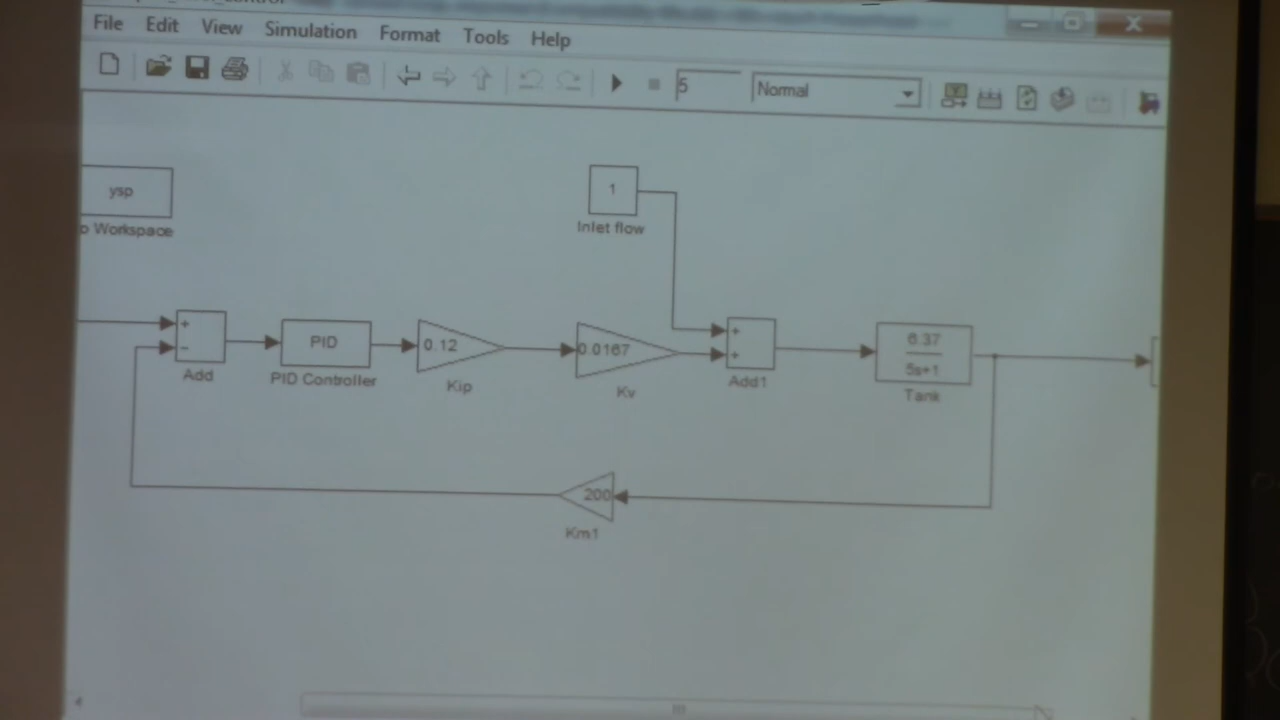 File Edit View Simulation Format Tools Help
5 Normal
ysp
o Workspace
1
Inlet flow
+
−
Add
PID
PID Controller
0.12
Kip
0.0167
Kv
+
+
Add1
6.37
5s+1
Tank
200
Km1